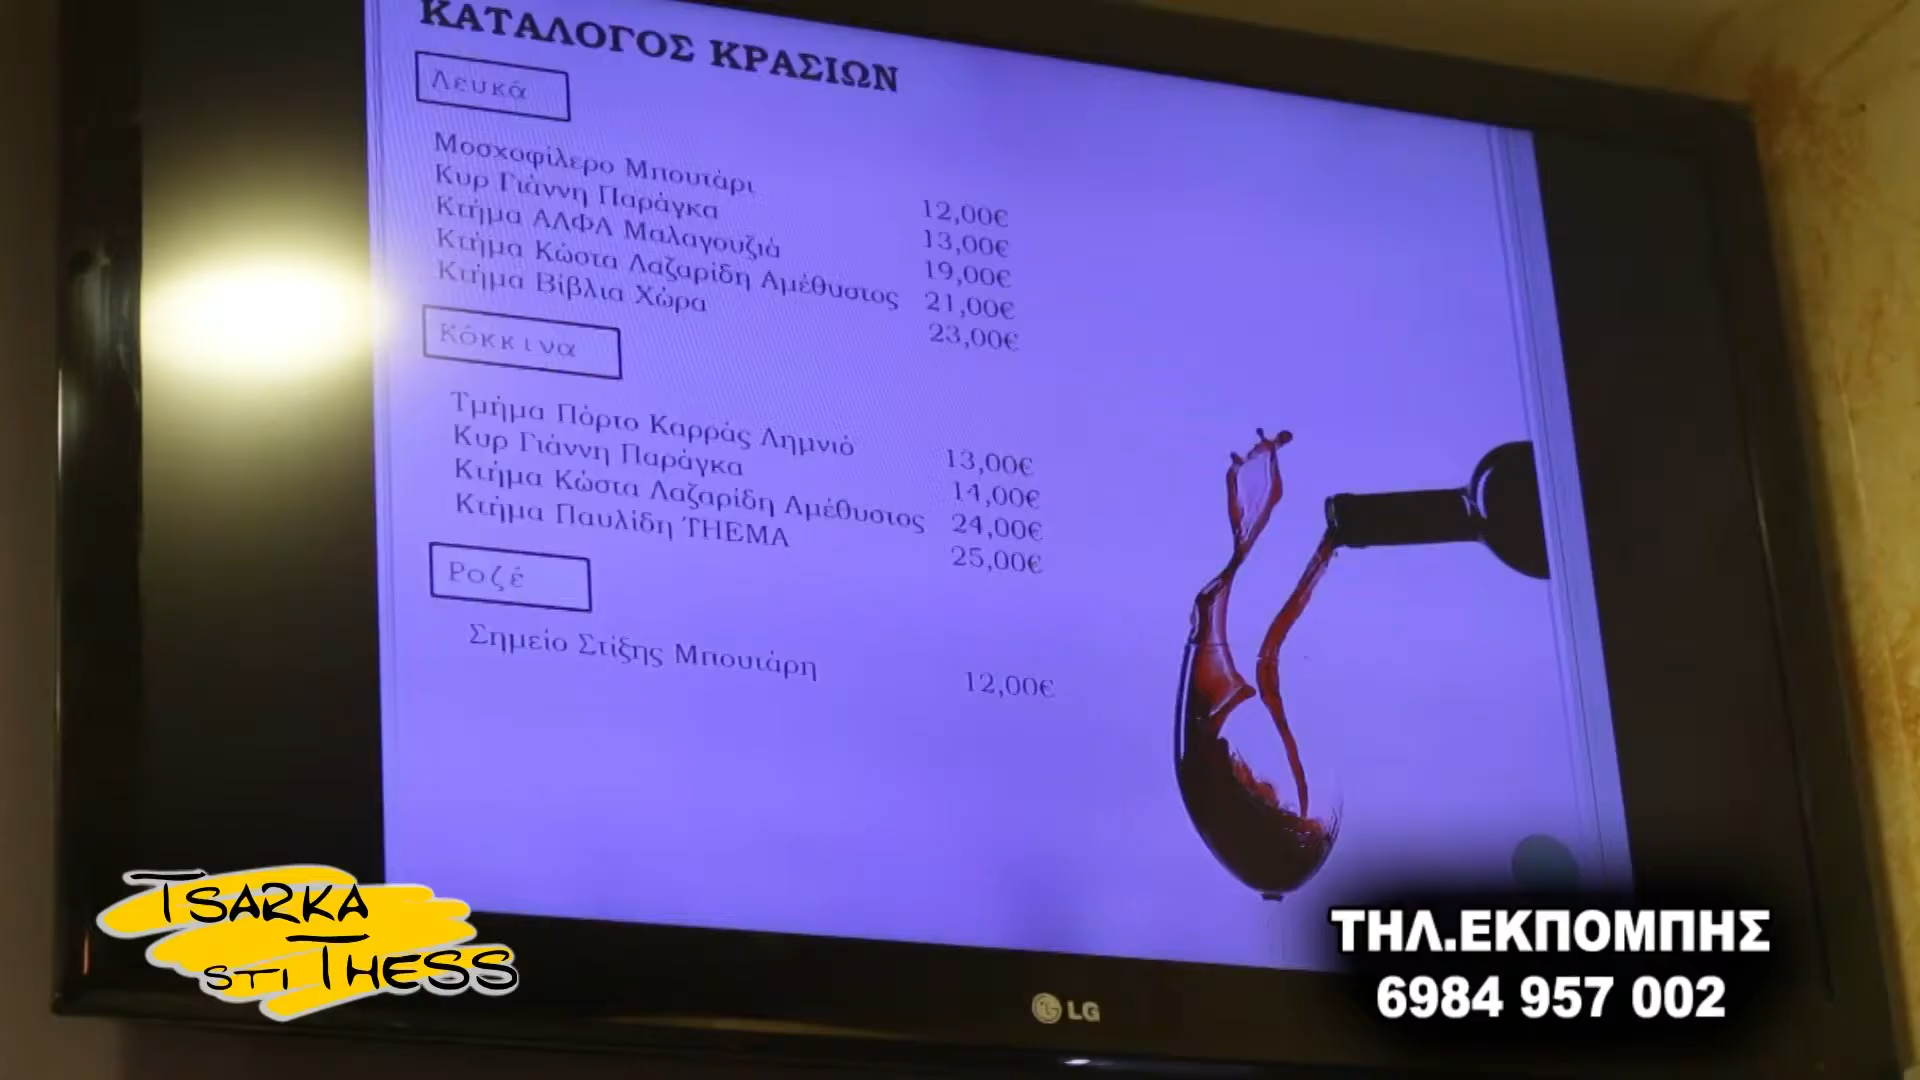 ΚΑΤΑΛΟΓΟΣ ΚΡΑΣΙΩΝ
Λευκά
Μοσχοφίλερο Μπουτάρι 12,00€
Κυρ Γιάννη Παράγκα 13,00€
Κτήμα ΑΛΦΑ Μαλαγουζιά 19,00€
Κτήμα Κώστα Λαζαρίδη Αμέθυστος 21,00€
Κτήμα Βίβλια Χώρα 23,00€
Κόκκινα
Τμήμα Πόρτο Καρράς Λημνιό 13,00€
Κυρ Γιάννη Παράγκα 14,00€
Κτήμα Κώστα Λαζαρίδη Αμέθυστος 24,00€
Κτήμα Παυλίδη THEMA 25,00€
Ροζέ
Σημείο Στίξης Μπουτάρη 12,00€
TSARKA
STI THESS
LG
ΤΗΛ.ΕΚΠΟΜΠΗΣ
6984 957 002